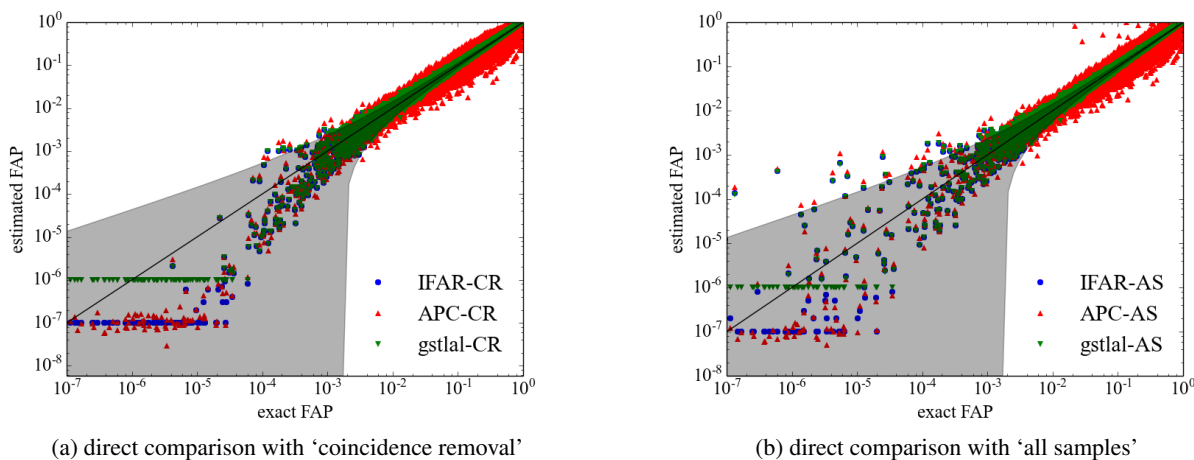 10^0
10^-1
10^-2
10^-3
10^-4
10^-5
10^-6
10^-7
10^-8
estimated FAP
IFAR-CR
APC-CR
gstlal-CR
10^-7 10^-6 10^-5 10^-4 10^-3 10^-2 10^-1 10^0
exact FAP
(a) direct comparison with ‘coincidence removal’
10^0
10^-1
10^-2
10^-3
10^-4
10^-5
10^-6
10^-7
10^-8
estimated FAP
IFAR-AS
APC-AS
gstlal-AS
10^-7 10^-6 10^-5 10^-4 10^-3 10^-2 10^-1 10^0
exact FAP
(b) direct comparison with ‘all samples’